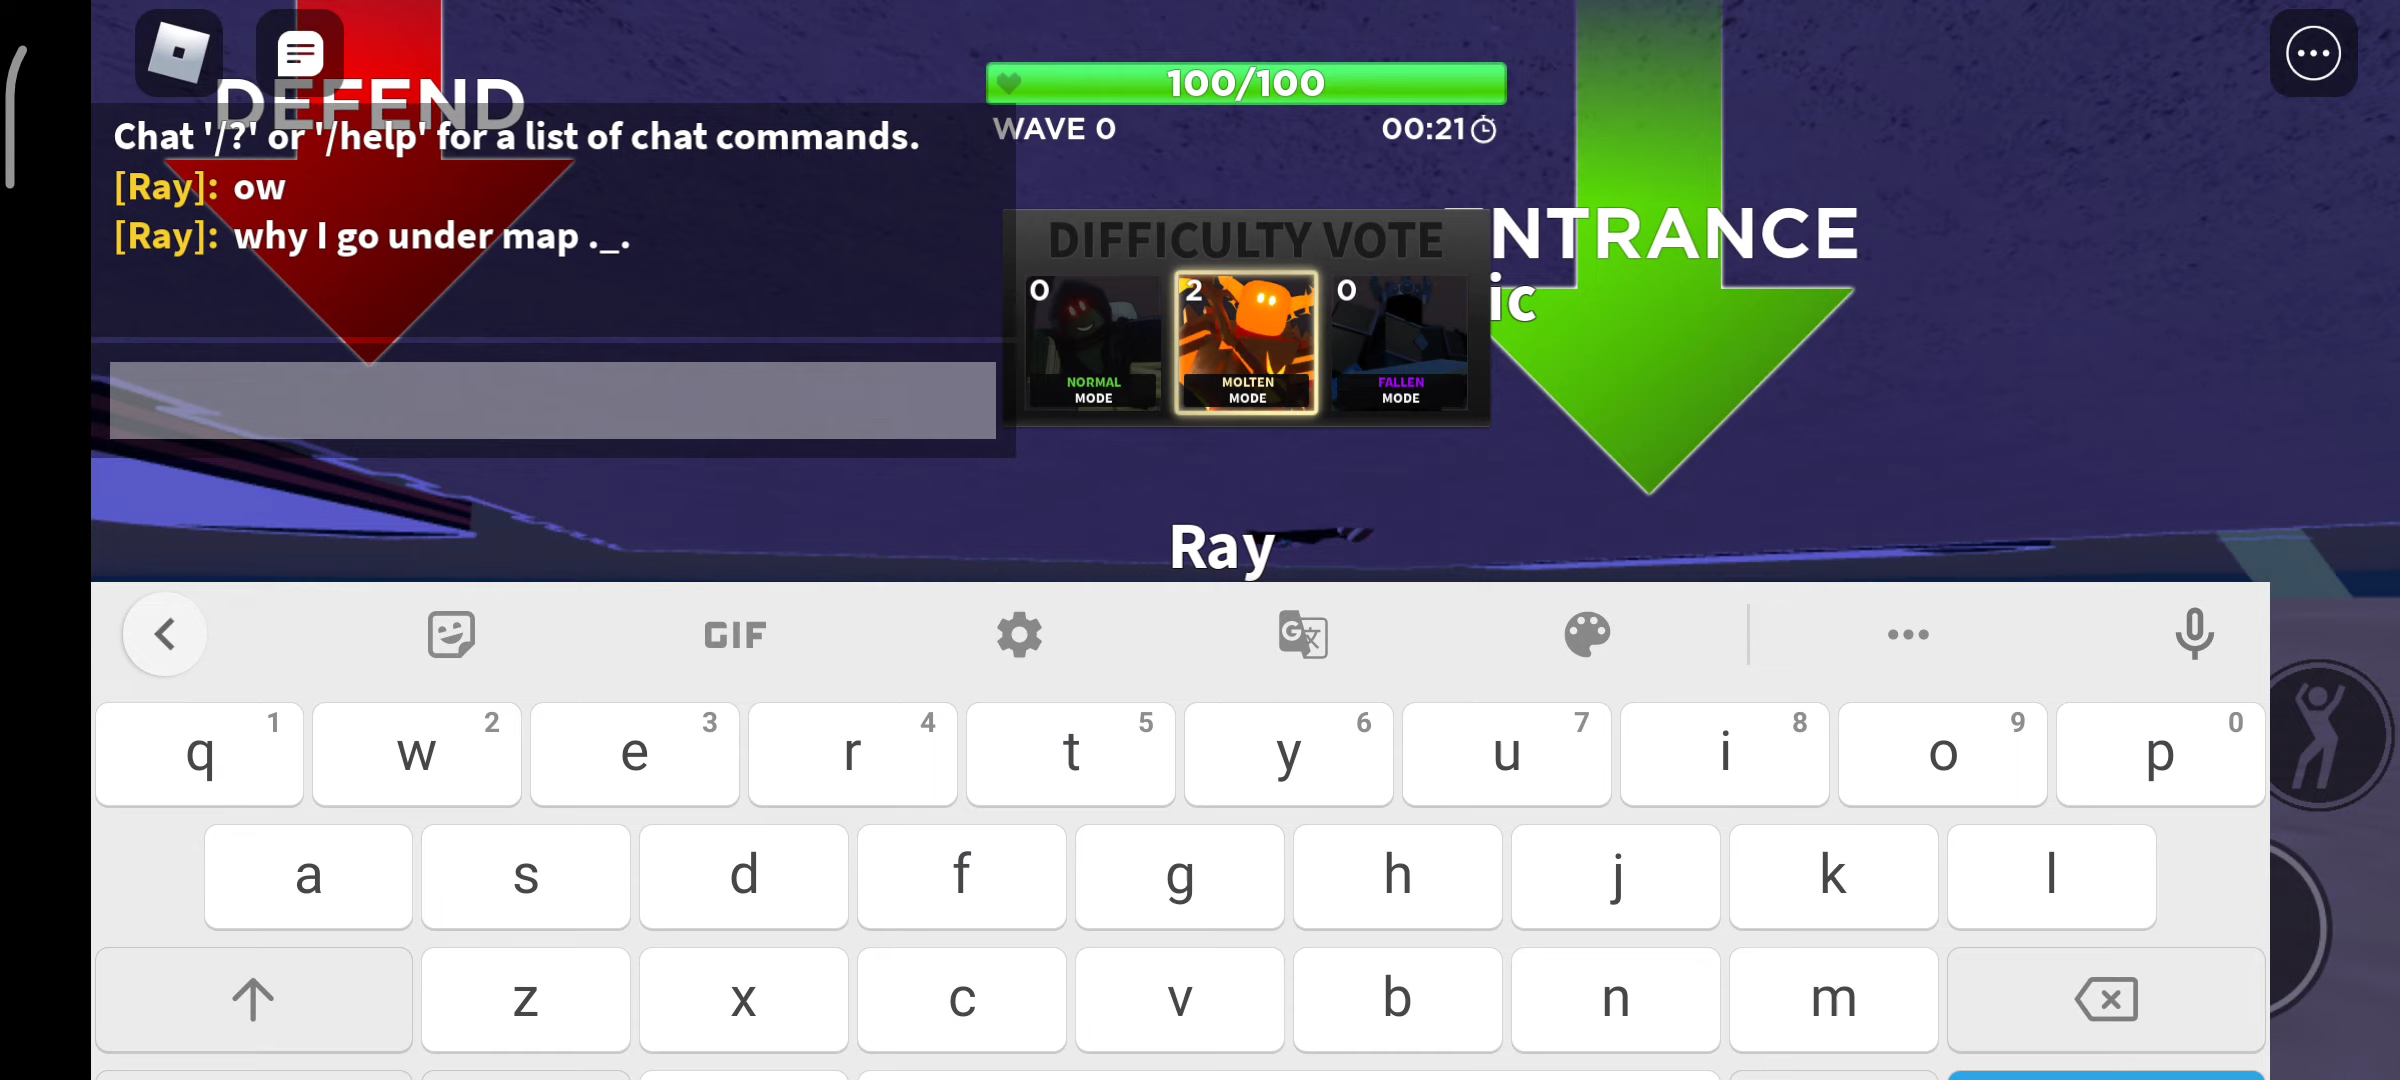 DEFEND
Chat '/?' or '/help' for a list of chat commands.
[Ray]: ow
[Ray]: why I go under map ._.
100/100
WAVE 0
00:21
DIFFICULTY VOTE
0
2
0
NORMAL
MODE
MOLTEN
MODE
FALLEN
MODE
NTRANCE
ic
Ray
GIF
G
q 1 w 2 e 3 r 4 t 5 y 6 u 7 i 8 o 9 p 0
a s d f g h j k l
z x c v b n m